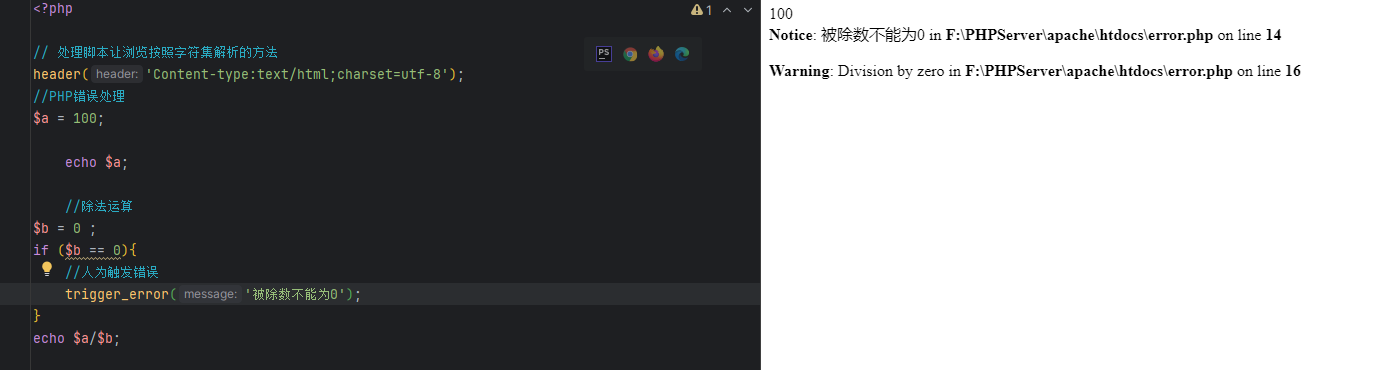 <?php
1
// 处理脚本让浏览按照字符集解析的方法
PS
header( header: 'Content-type:text/html;charset=utf-8');
//PHP错误处理
$a = 100;
echo $a;
//除法运算
$b = 0 ;
if ($b == 0){
//人为触发错误
trigger_error( message: '被除数不能为0');
}
echo $a/$b;
100
Notice: 被除数不能为0 in F:\PHPServer\apache\htdocs\error.php on line 14
Warning: Division by zero in F:\PHPServer\apache\htdocs\error.php on line 16